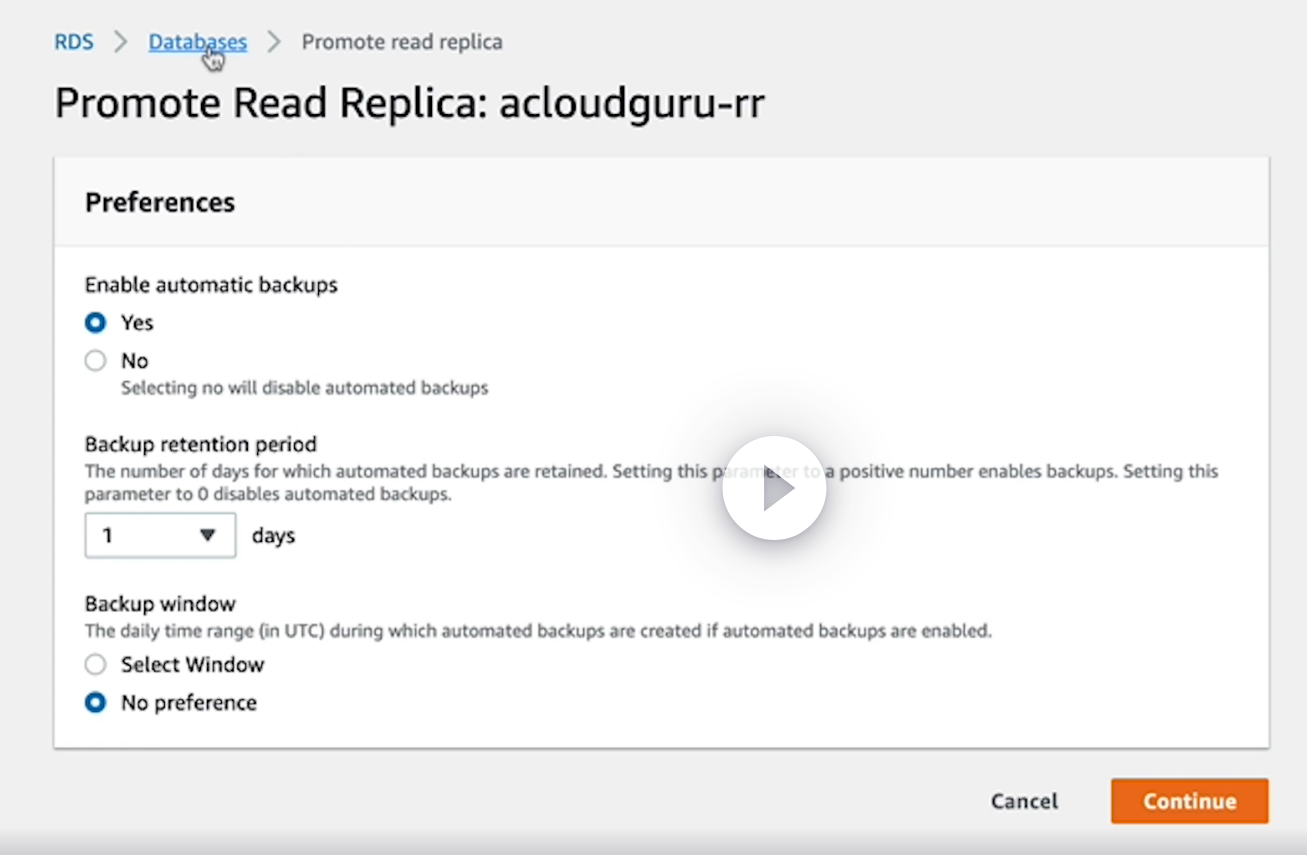 RDS > Databases > Promote read replica
Promote Read Replica: acloudguru-rr
Preferences
Enable automatic backups
Yes
No
Selecting no will disable automated backups
Backup retention period
The number of days for which automated backups are retained. Setting this parameter to a positive number enables backups. Setting this
parameter to 0 disables automated backups.
1 days
Backup window
The daily time range (in UTC) during which automated backups are created if automated backups are enabled.
Select Window
No preference
Cancel Continue